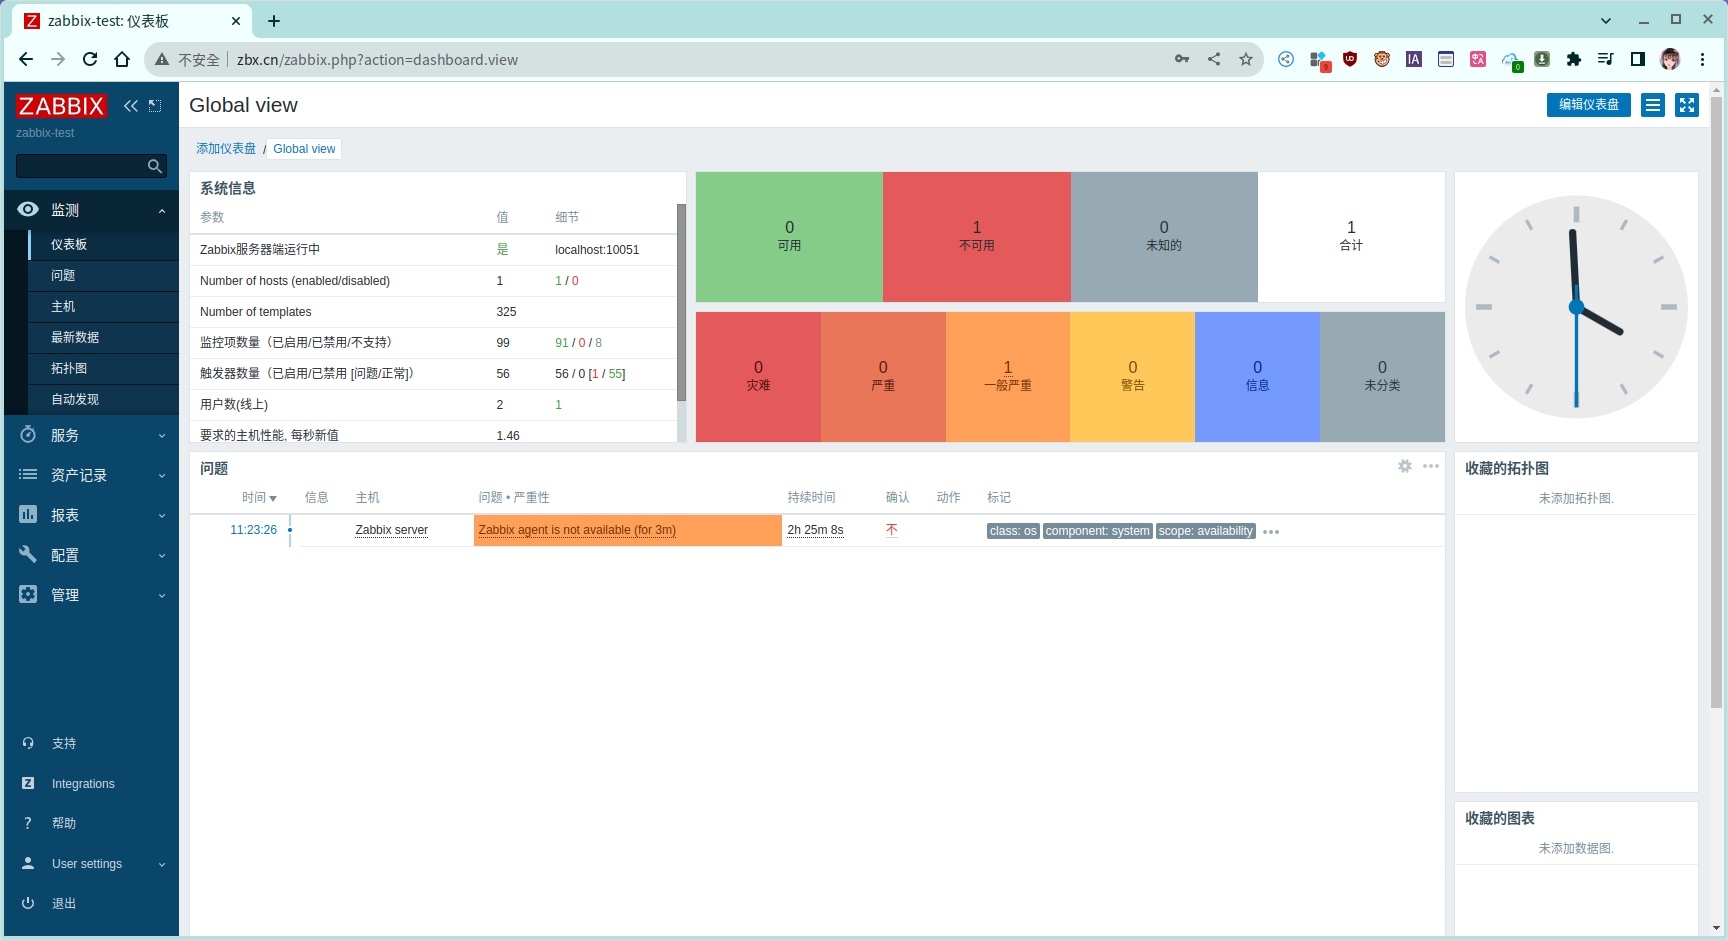 zabbix-test: 仪表板
不安全 zbx.cn/zabbix.php?action=dashboard.view
9
0
ZABBIX
zabbix-test
监测
仪表板
问题
主机
最新数据
拓扑图
自动发现
服务
资产记录
报表
配置
管理
支持
Integrations
帮助
User settings
退出
Global view
编辑仪表盘
添加仪表盘 / Global view
系统信息
参数 值 细节
Zabbix服务器端运行中 是 localhost:10051
Number of hosts (enabled/disabled) 1 1 / 0
Number of templates 325
监控项数量（已启用/已禁用/不支持） 99 91 / 0 / 8
触发器数量（已启用/已禁用 [问题/正常]） 56 56 / 0 [1 / 55]
用户数(线上) 2 1
要求的主机性能, 每秒新值 1.46
0 1 0 1
可用 不可用 未知的 合计
0 0 1 0 0 0
灾难 严重 一般严重 警告 信息 未分类
问题
时间 信息 主机 问题 • 严重性 持续时间 确认 动作 标记
11:23:26 Zabbix server Zabbix agent is not available (for 3m) 2h 25m 8s 不 class: os component: system scope: availability
收藏的拓扑图
未添加拓扑图.
收藏的图表
未添加数据图.